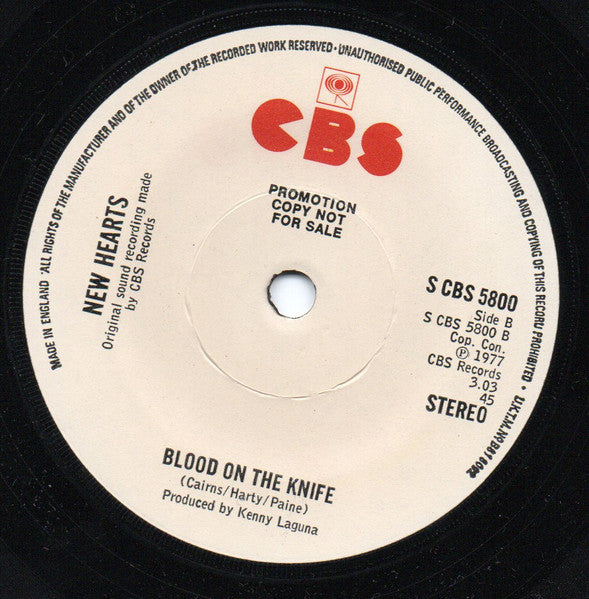 MADE IN ENGLAND · ALL RIGHTS OF THE MANUFACTURER AND OF THE OWNER OF THE RECORDED WORK RESERVED · UNAUTHORISED PUBLIC PERFORMANCE BROADCASTING AND COPYING OF THIS RECORD PROHIBITED · U.K.T.M. Nº
CBS
PROMOTION
COPY NOT
FOR SALE
NEW HEARTS
Original sound recording made
by CBS Records
S CBS 5800
Side B
S CBS 5800 B
Cop. Con.
℗ 1977
CBS Records
3.03
45
STEREO
BLOOD ON THE KNIFE
(Cairns/Harty/Paine)
Produced by Kenny Laguna